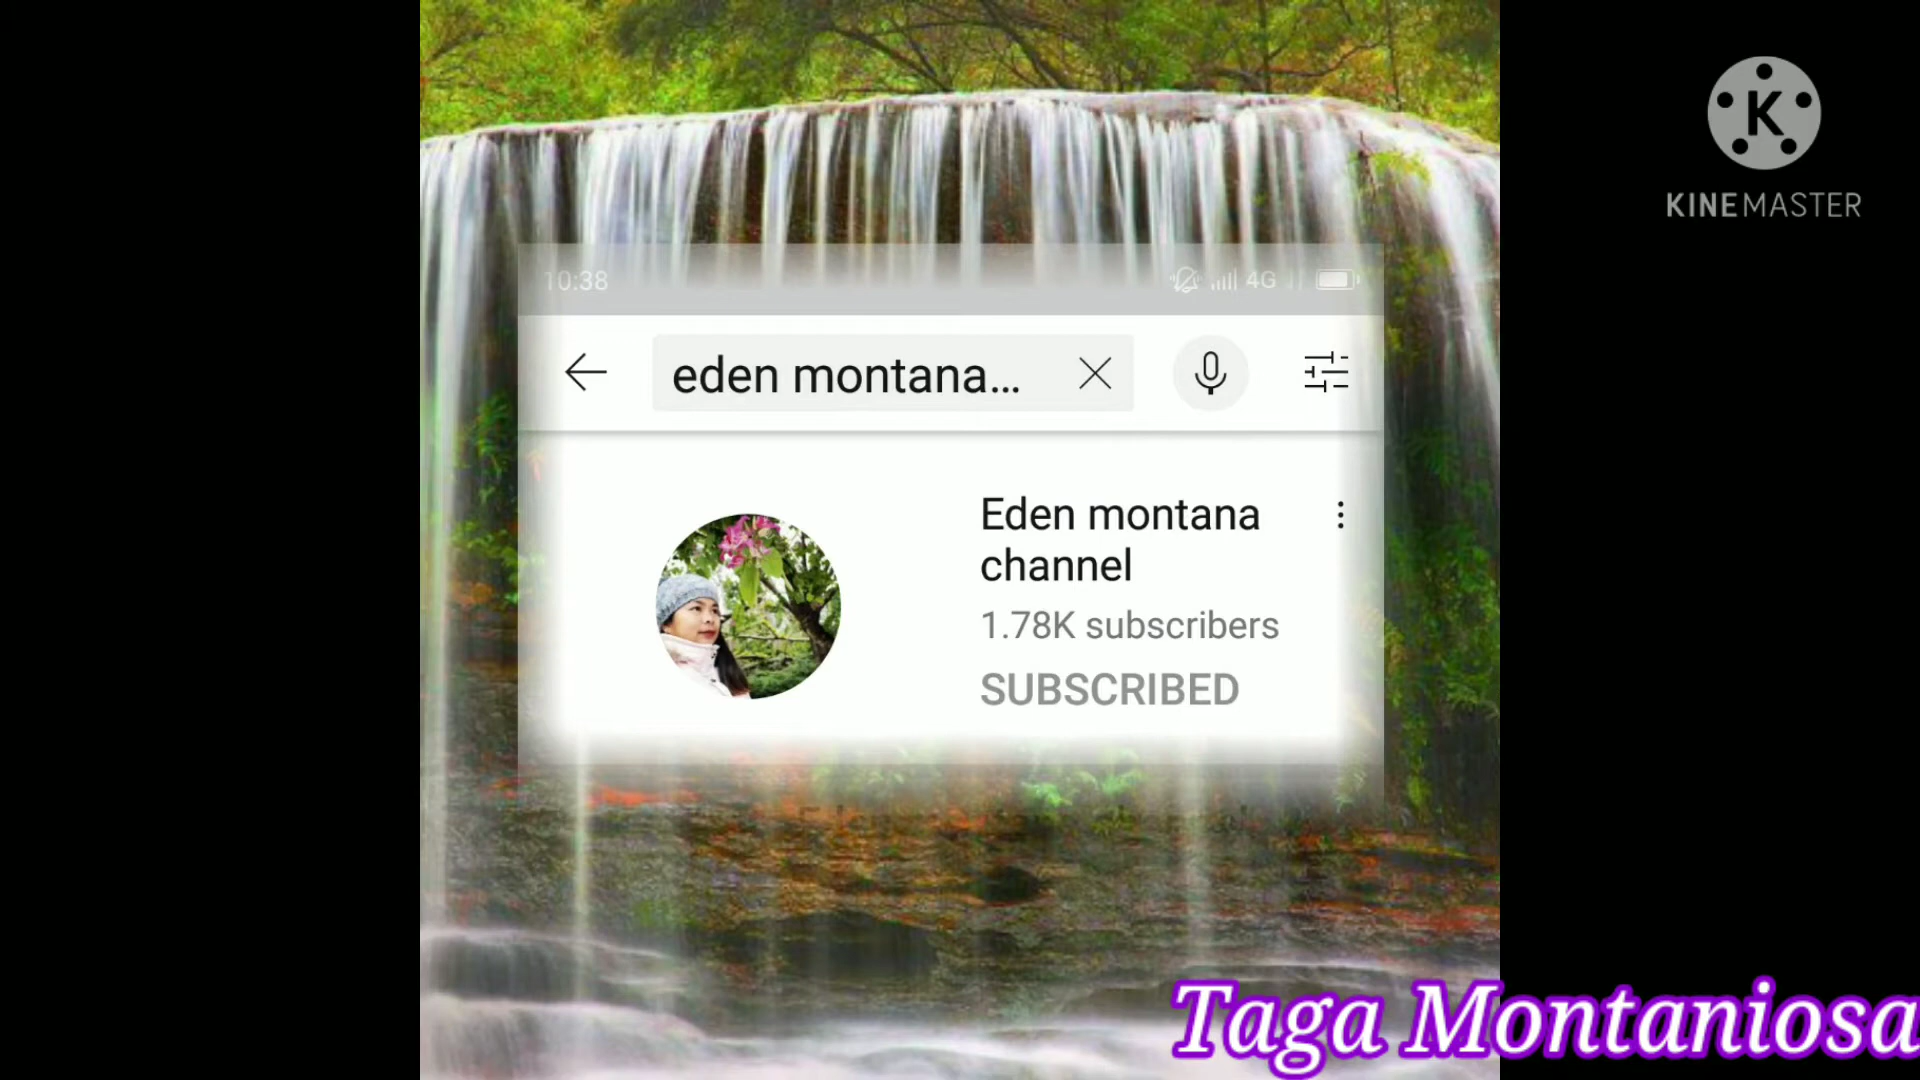 K
KINEMASTER
10:38
4G
eden montana...
Eden montana
channel
1.78K subscribers
SUBSCRIBED
Taga Montaniosa